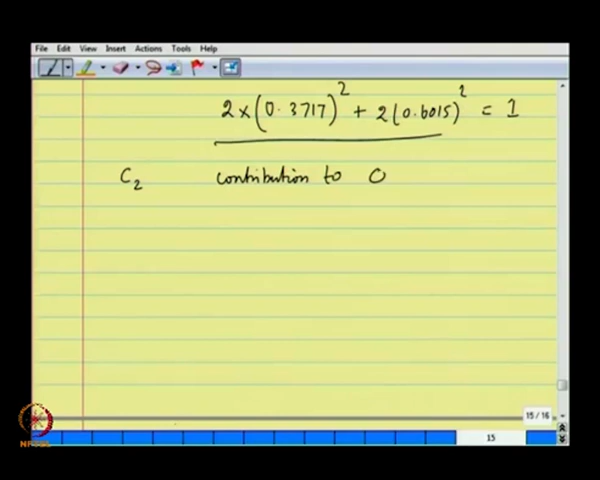 File Edit View Insert Actions Tools Help
2 × (0.3717)² + 2(0.6015)² = 1
C₂ contribution to O
15 / 16
15
NPTEL